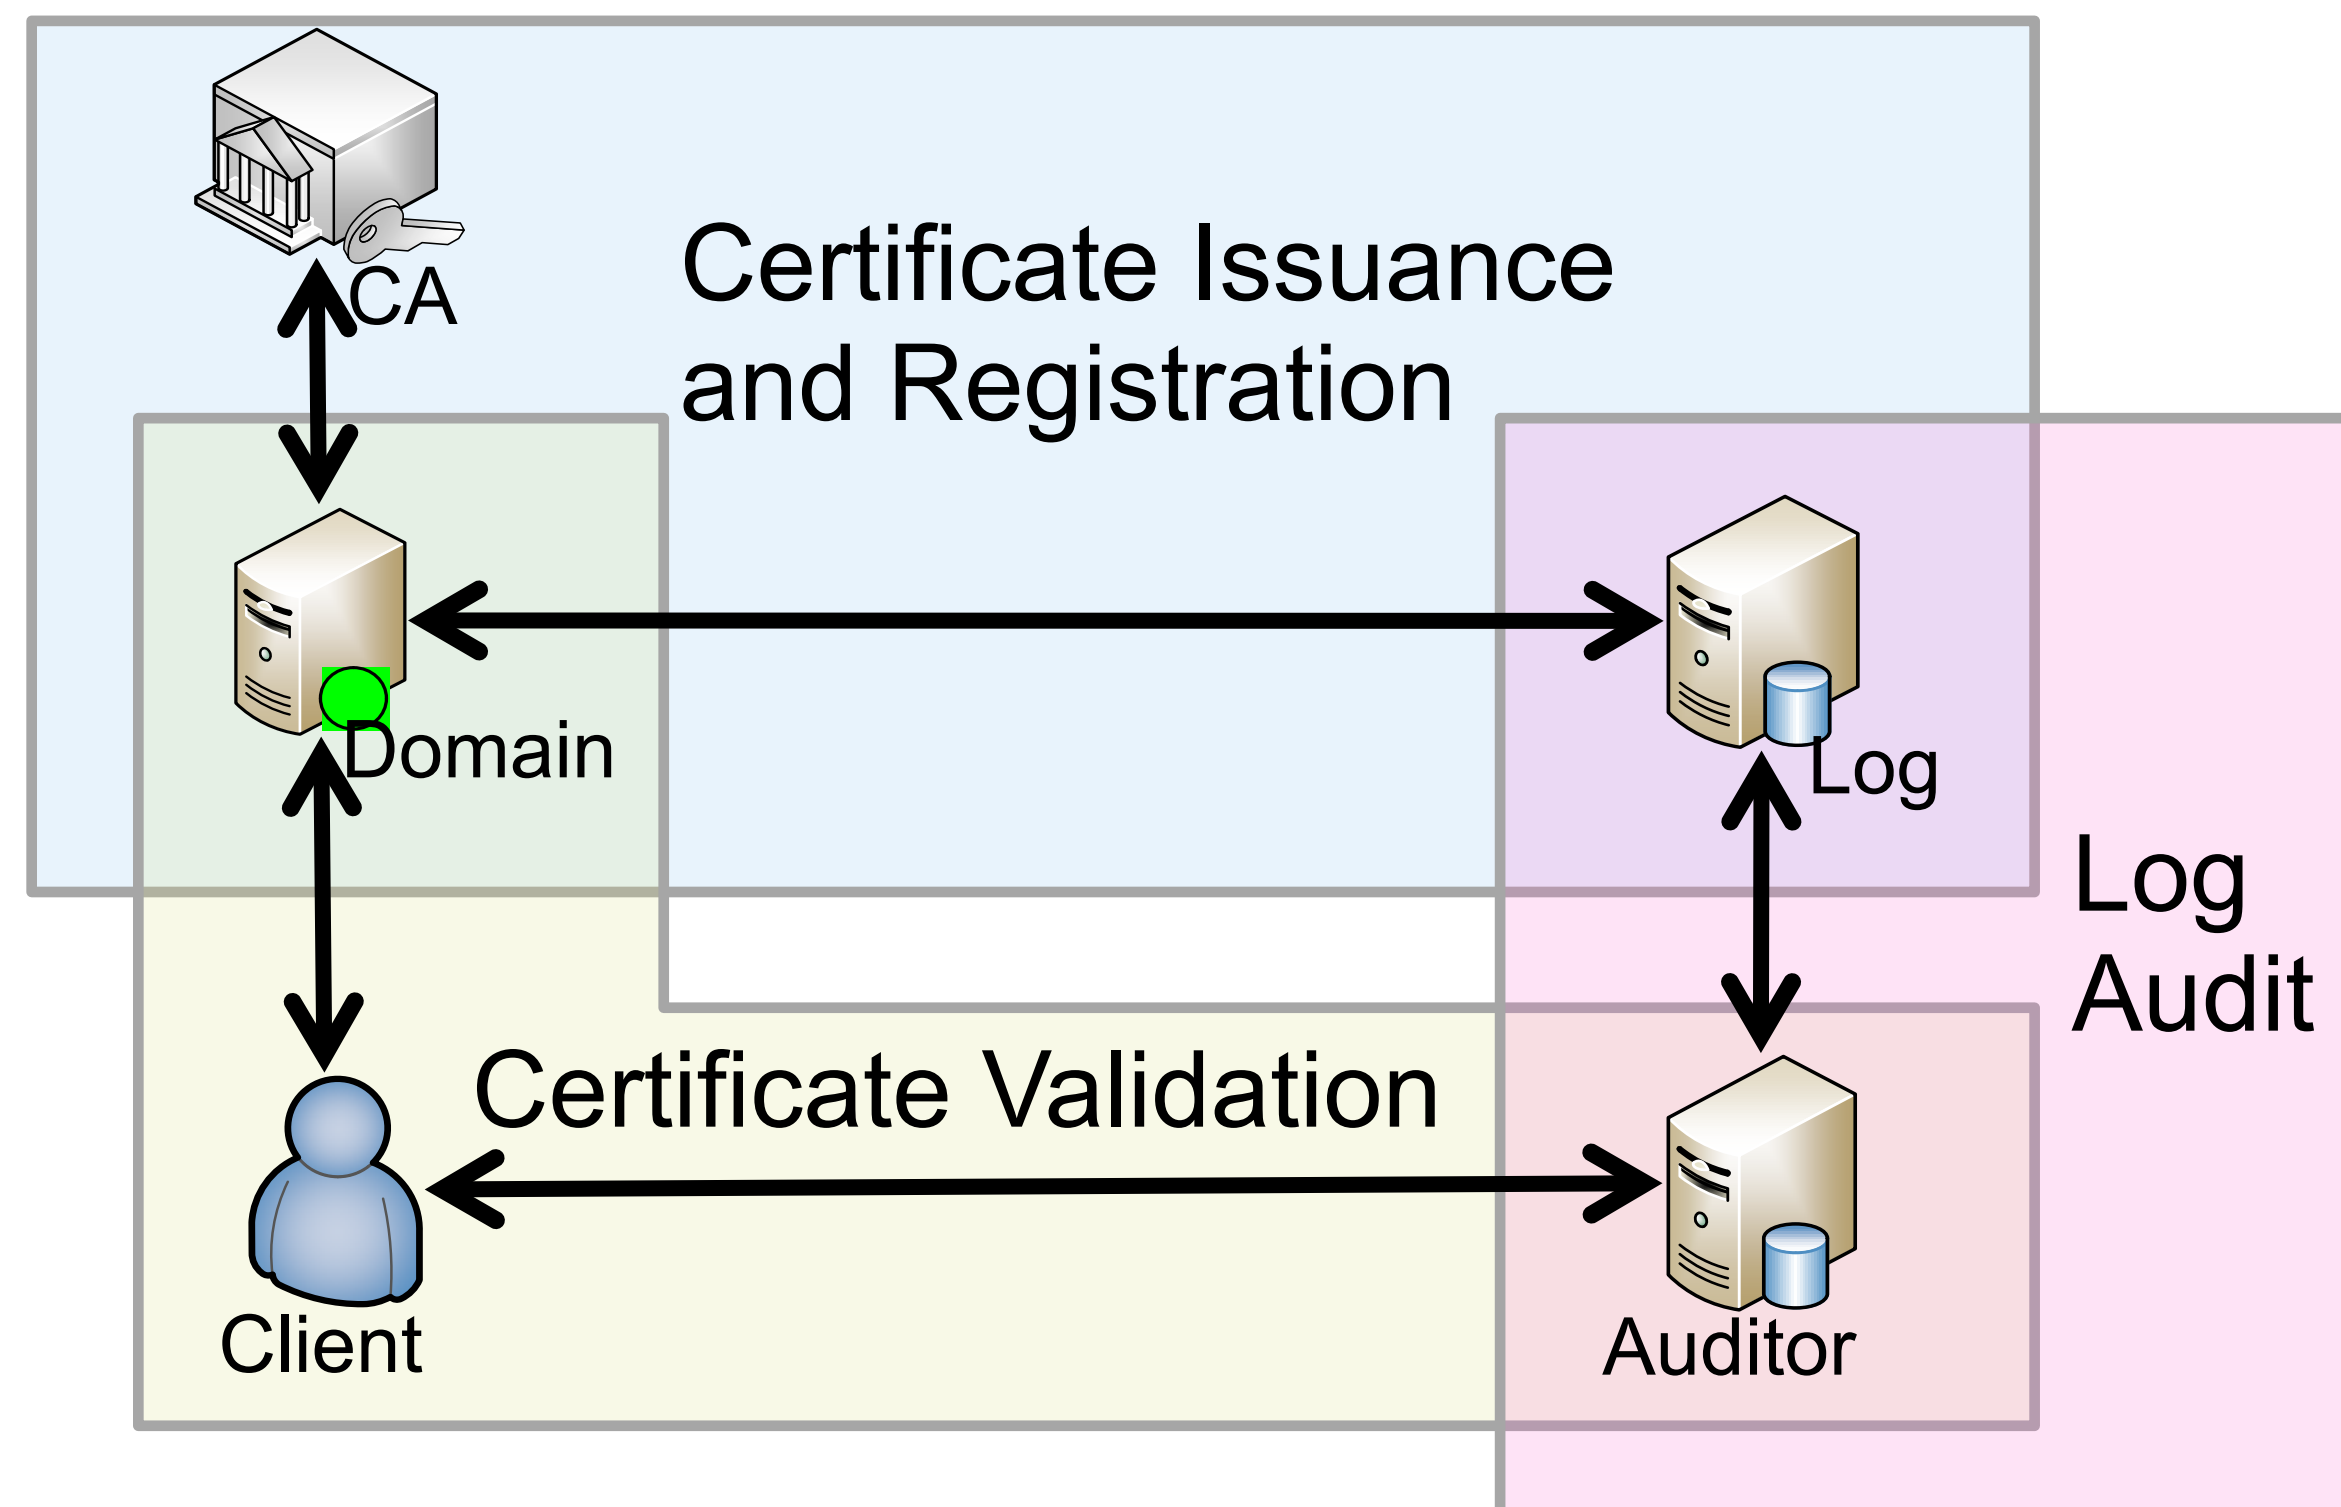 CA
Certificate Issuance
and Registration
Domain
Log
Log
Audit
Certificate Validation
Client
Auditor